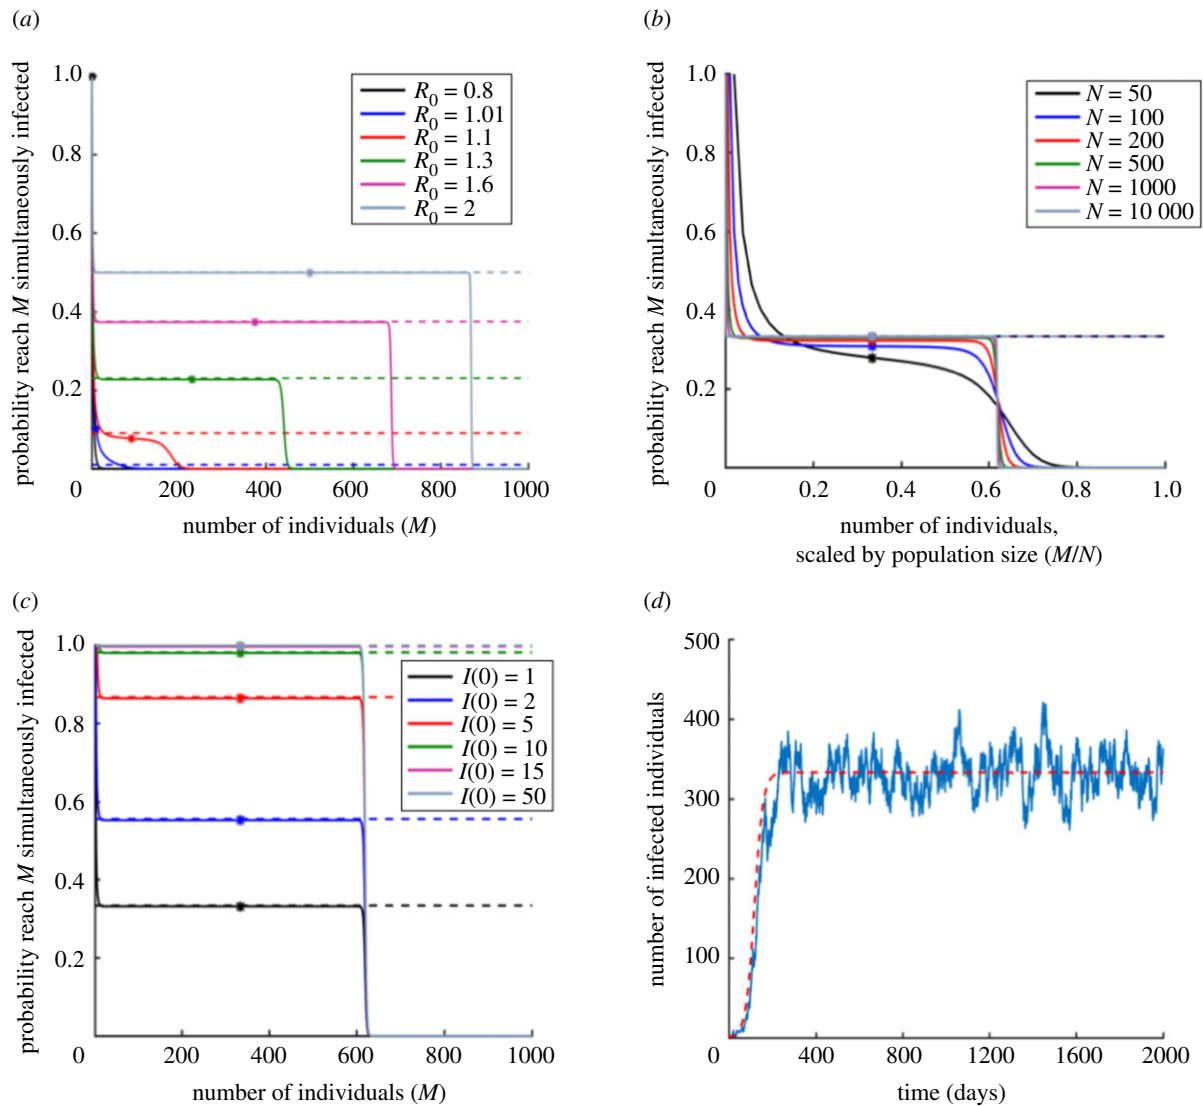 (a)
probability reach M simultaneously infected
1.0
0.8
0.6
0.4
0.2
0
200
400
600
800
1000
number of individuals (M)
R0 = 0.8
R0 = 1.01
R0 = 1.1
R0 = 1.3
R0 = 1.6
R0 = 2
(b)
probability reach M simultaneously infected
1.0
0.8
0.6
0.4
0.2
0
0.2
0.4
0.6
0.8
1.0
number of individuals,
scaled by population size (M/N)
N = 50
N = 100
N = 200
N = 500
N = 1000
N = 10 000
(c)
probability reach M simultaneously infected
1.0
0.8
0.6
0.4
0.2
0
200
400
600
800
1000
number of individuals (M)
I(0) = 1
I(0) = 2
I(0) = 5
I(0) = 10
I(0) = 15
I(0) = 50
(d)
number of infected individuals
500
400
300
200
100
0
400
800
1200
1600
2000
time (days)